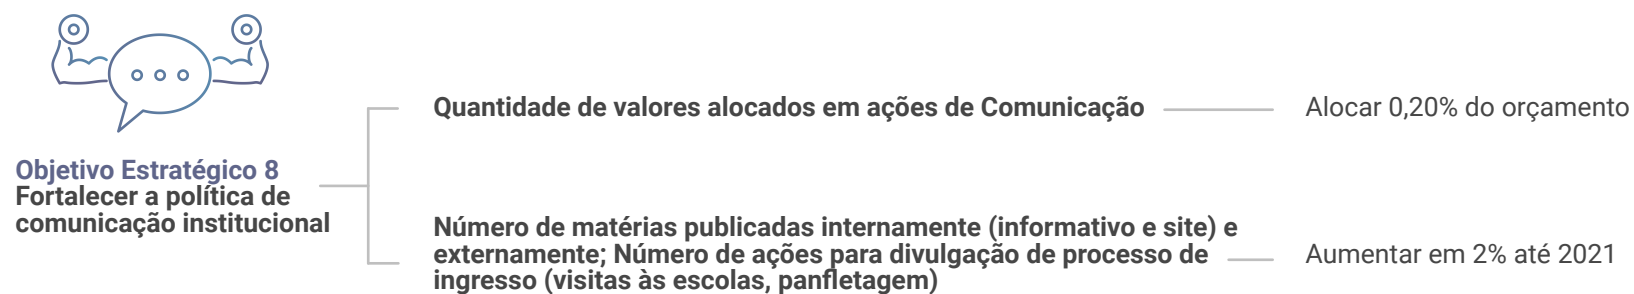 Objetivo Estratégico 8
Fortalecer a política de
comunicação institucional
Quantidade de valores alocados em ações de Comunicação
Alocar 0,20% do orçamento
Número de matérias publicadas internamente (informativo e site) e
externamente; Número de ações para divulgação de processo de
ingresso (visitas às escolas, panfletagem)
Aumentar em 2% até 2021